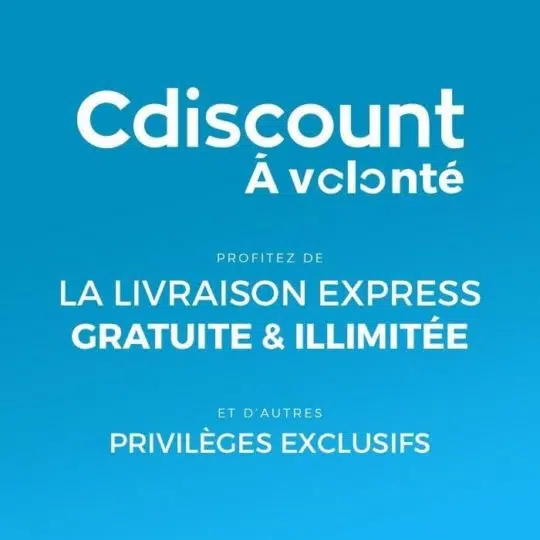 Cdiscount
À volonté
PROFITEZ DE
LA LIVRAISON EXPRESS
GRATUITE & ILLIMITÉE
ET D'AUTRES
PRIVILÈGES EXCLUSIFS